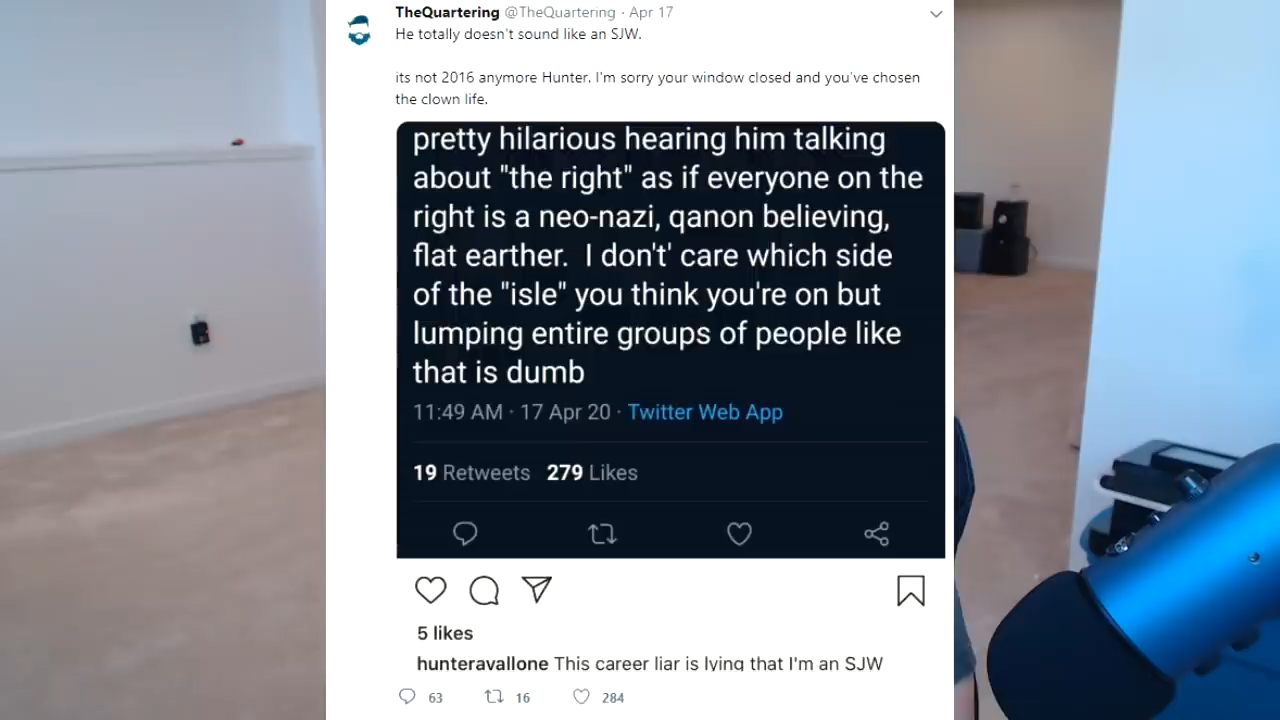 TheQuartering @TheQuartering · Apr 17
He totally doesn't sound like an SJW.
its not 2016 anymore Hunter. I'm sorry your window closed and you've chosen
the clown life.
pretty hilarious hearing him talking
about "the right" as if everyone on the
right is a neo-nazi, qanon believing,
flat earther. I don't' care which side
of the "isle" you think you're on but
lumping entire groups of people like
that is dumb
11:49 AM · 17 Apr 20 · Twitter Web App
19 Retweets 279 Likes
5 likes
hunteravallone This career liar is lying that I'm an SJW
63 16 284